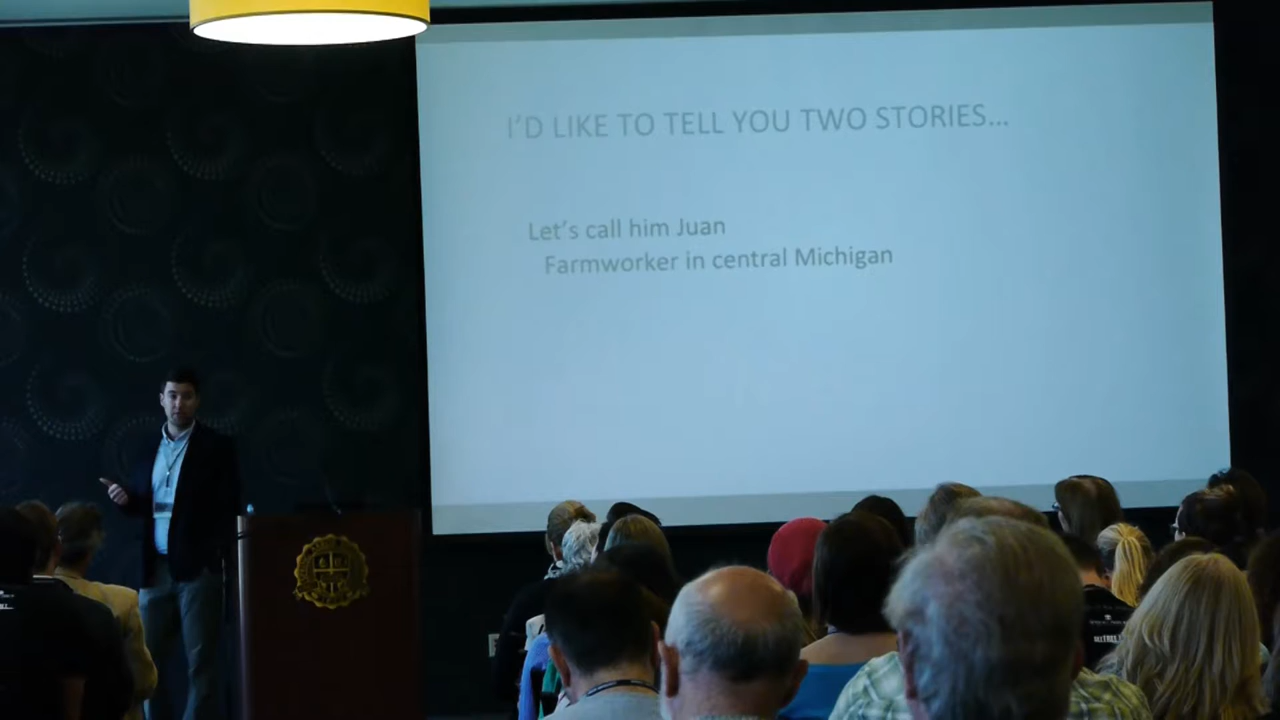 I'D LIKE TO TELL YOU TWO STORIES...
Let's call him Juan
Farmworker in central Michigan